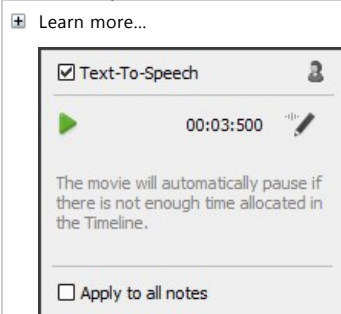 Learn more...
Text-To-Speech
00:03:500
The movie will automatically pause if
there is not enough time allocated in
the Timeline.
Apply to all notes